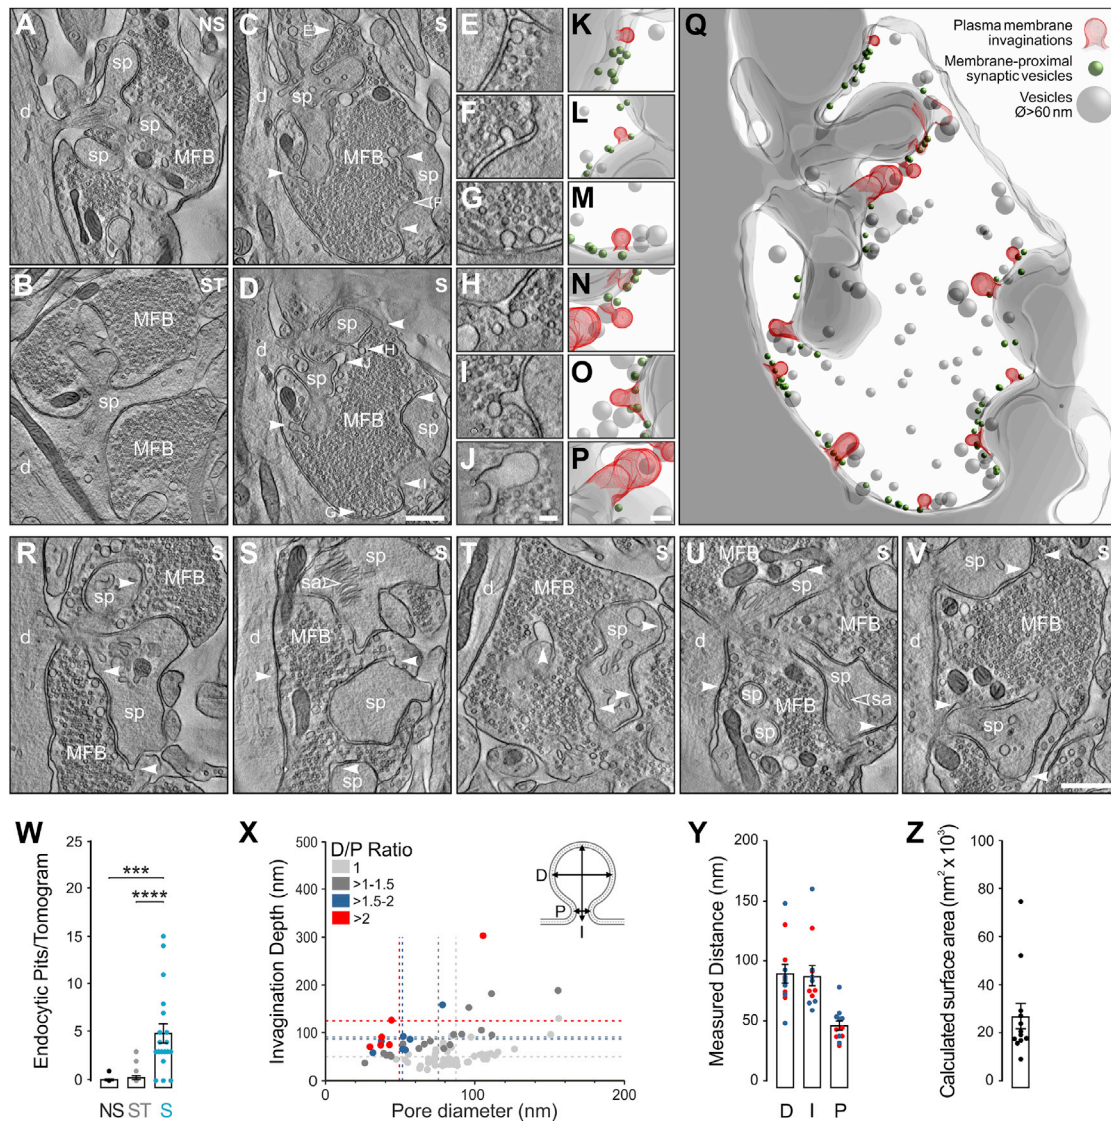 A NS
sp
d
sp
sp
MFB
B ST
MFB
sp
MFB
d
C S
E
sp
d
MFB
sp
F
D S
sp
d
H
J
sp
MFB
sp
I
G
E
F
G
H
I
J
K
L
M
N
O
P
Q
Plasma membrane
invaginations
Membrane-proximal
synaptic vesicles
Vesicles
Ø>60 nm
R S
MFB
sp
d
sp
MFB
S S
sp
sa
MFB
d
sp
sp
T S
d
MFB
sp
U S
MFB
sp
d
MFB
sp
sp
sa
MFB
V S
sp
MFB
d
sp
W
Endocytic Pits/Tomogram
25
20
15
10
5
0
***
****
NS ST S
X
Invagination Depth (nm)
500
400
300
200
100
0
D/P Ratio
1
>1-1.5
>1.5-2
>2
D
P
I
0 50 100 150 200
Pore diameter (nm)
Y
Measured Distance (nm)
200
150
100
50
0
D I P
Z
Calculated surface area (nm² x 10³)
100
80
60
40
20
0